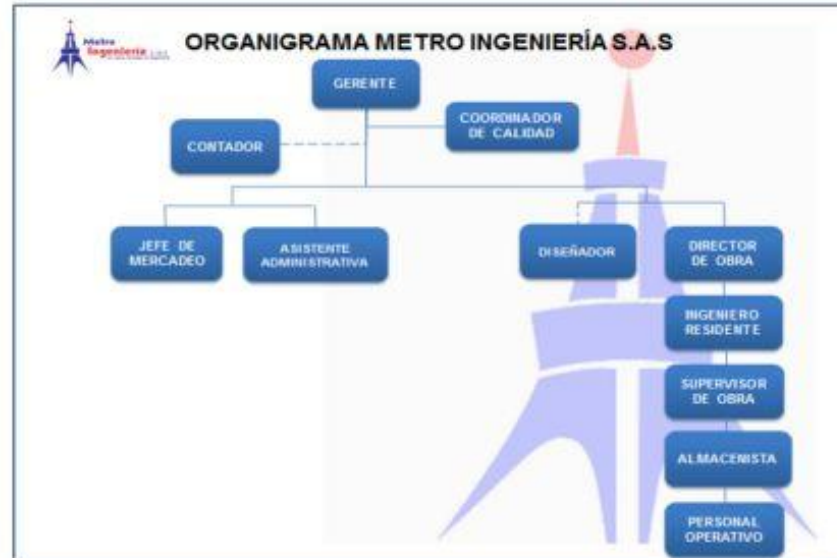 Metro
Ingeniería S.A.S
ORGANIGRAMA METRO INGENIERÍA S.A.S
GERENTE
COORDINADOR
DE CALIDAD
CONTADOR
JEFE DE
MERCADEO
ASISTENTE
ADMINISTRATIVA
DISEÑADOR
DIRECTOR
DE OBRA
INGENIERO
RESIDENTE
SUPERVISOR
DE OBRA
ALMACENISTA
PERSONAL
OPERATIVO